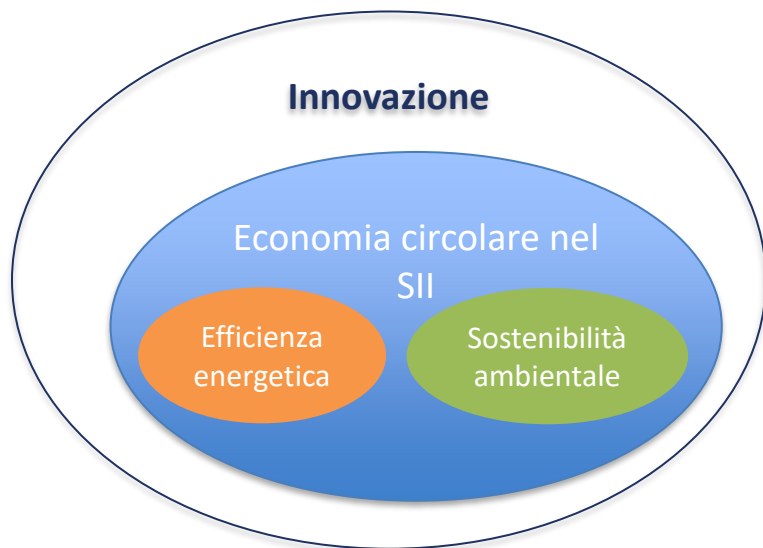 Innovazione
Economia circolare nel
SII
Efficienza
energetica
Sostenibilità
ambientale